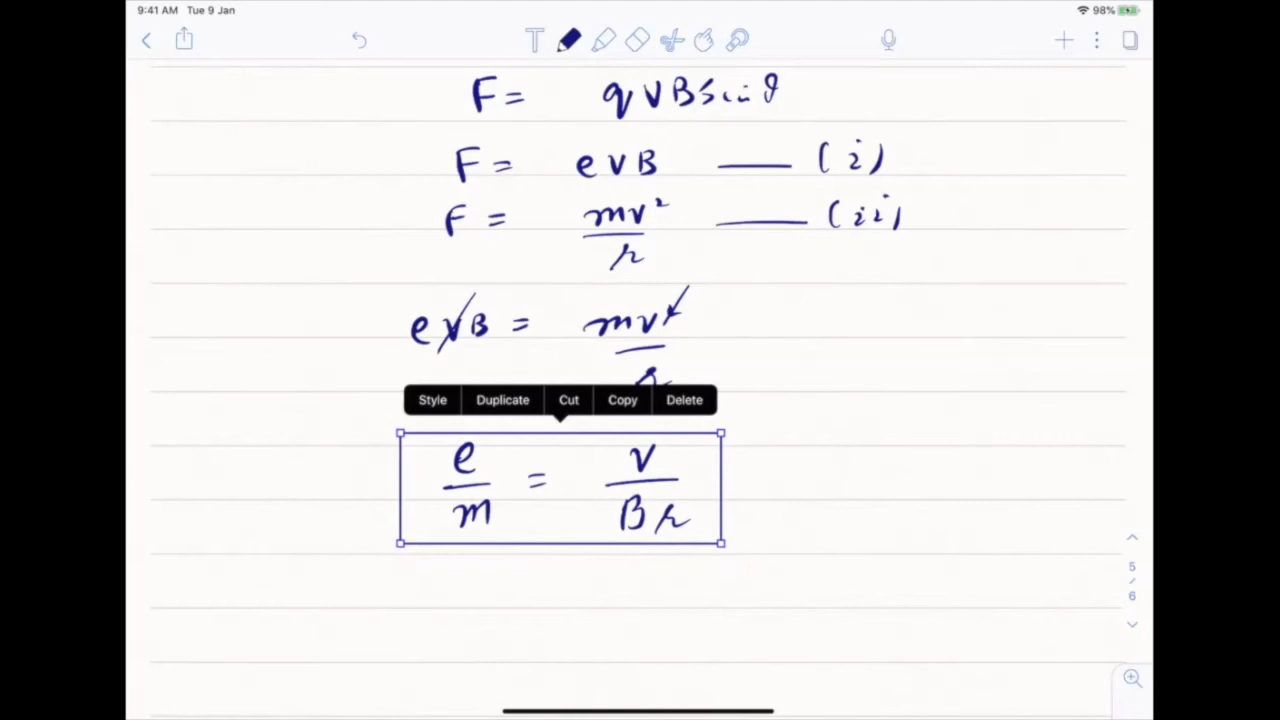 9:41 AM Tue 9 Jan 98%
F = qvBsinθ
F = evB —— (i)
F = mv²/r —— (ii)
evB = mv²/r
Style Duplicate Cut Copy Delete
e/m = v/Br
5
/
6